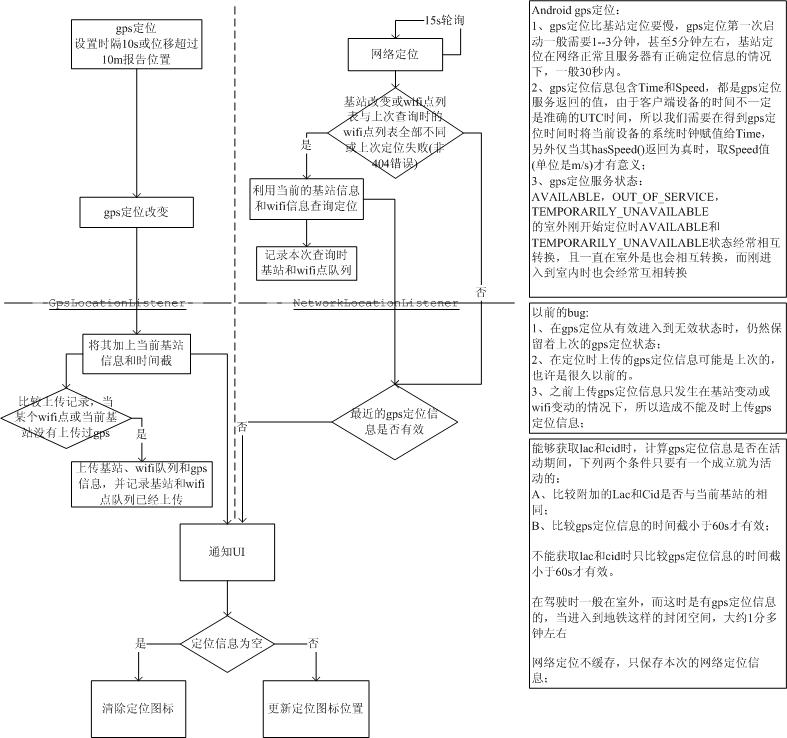 gps定位
设置时隔10s或位移超过
10m报告位置
gps定位改变
GpsLocationListener
将其加上当前基站
信息和时间截
比较上传记录，当
某个wifi点或当前基
站没有上传过gps
是
上传基站、wifi队列和gps
信息，并记录基站和wifi
点队列已经上传
15s轮询
网络定位
基站改变或wifi点列
表与上次查询时的
wifi点列表全部不同
或上次定位失败(非
404错误)
是
利用当前的基站信息
和wifi信息查询定位
记录本次查询时
基站和wifi点队列
否
NetworkLocationListener
最近的gps定位信
息是否有效
否
通知UI
定位信息为空
是
否
清除定位图标
更新定位图标位置
Android gps定位：
1、gps定位比基站定位要慢，gps定位第一次启
动一般需要1--3分钟，甚至5分钟左右，基站定
位在网络正常且服务器有正确定位信息的情况
下，一般30秒内。
2、gps定位信息包含Time和Speed，都是gps定位
服务返回的值，由于客户端设备的时间不一定
是准确的UTC时间，所以我们需要在得到gps定
位时间时将当前设备的系统时钟赋值给Time，
另外仅当其hasSpeed()返回为真时，取Speed值
(单位是m/s)才有意义；
3、gps定位服务状态：
AVAILABLE，OUT_OF_SERVICE，
TEMPORARILY_UNAVAILABLE
的室外刚开始定位时AVAILABLE和
TEMPORARILY_UNAVAILABLE状态经常相互
转换，且一直在室外是也会相互转换，而刚进
入到室内时也会经常互相转换
以前的bug:
1、在gps定位从有效进入到无效状态时，仍然保
留着上次的gps定位状态；
2、在定位时上传的gps定位信息可能是上次的，
也许是很久以前的。
3、之前上传gps定位信息只发生在基站变动或
wifi变动的情况下，所以造成不能及时上传gps
定位信息；
能够获取lac和cid时，计算gps定位信息是否在活
动期间，下列两个条件只要有一个成立就为活
动的：
A、比较附加的Lac和Cid是否与当前基站的相
同；
B、比较gps定位信息的时间截小于60s才有效；
不能获取lac和cid时只比较gps定位信息的时间截
小于60s才有效。
在驾驶时一般在室外，而这时是有gps定位信息
的，当进入到地铁这样的封闭空间，大约1分多
钟左右
网络定位不缓存，只保存本次的网络定位信
息；